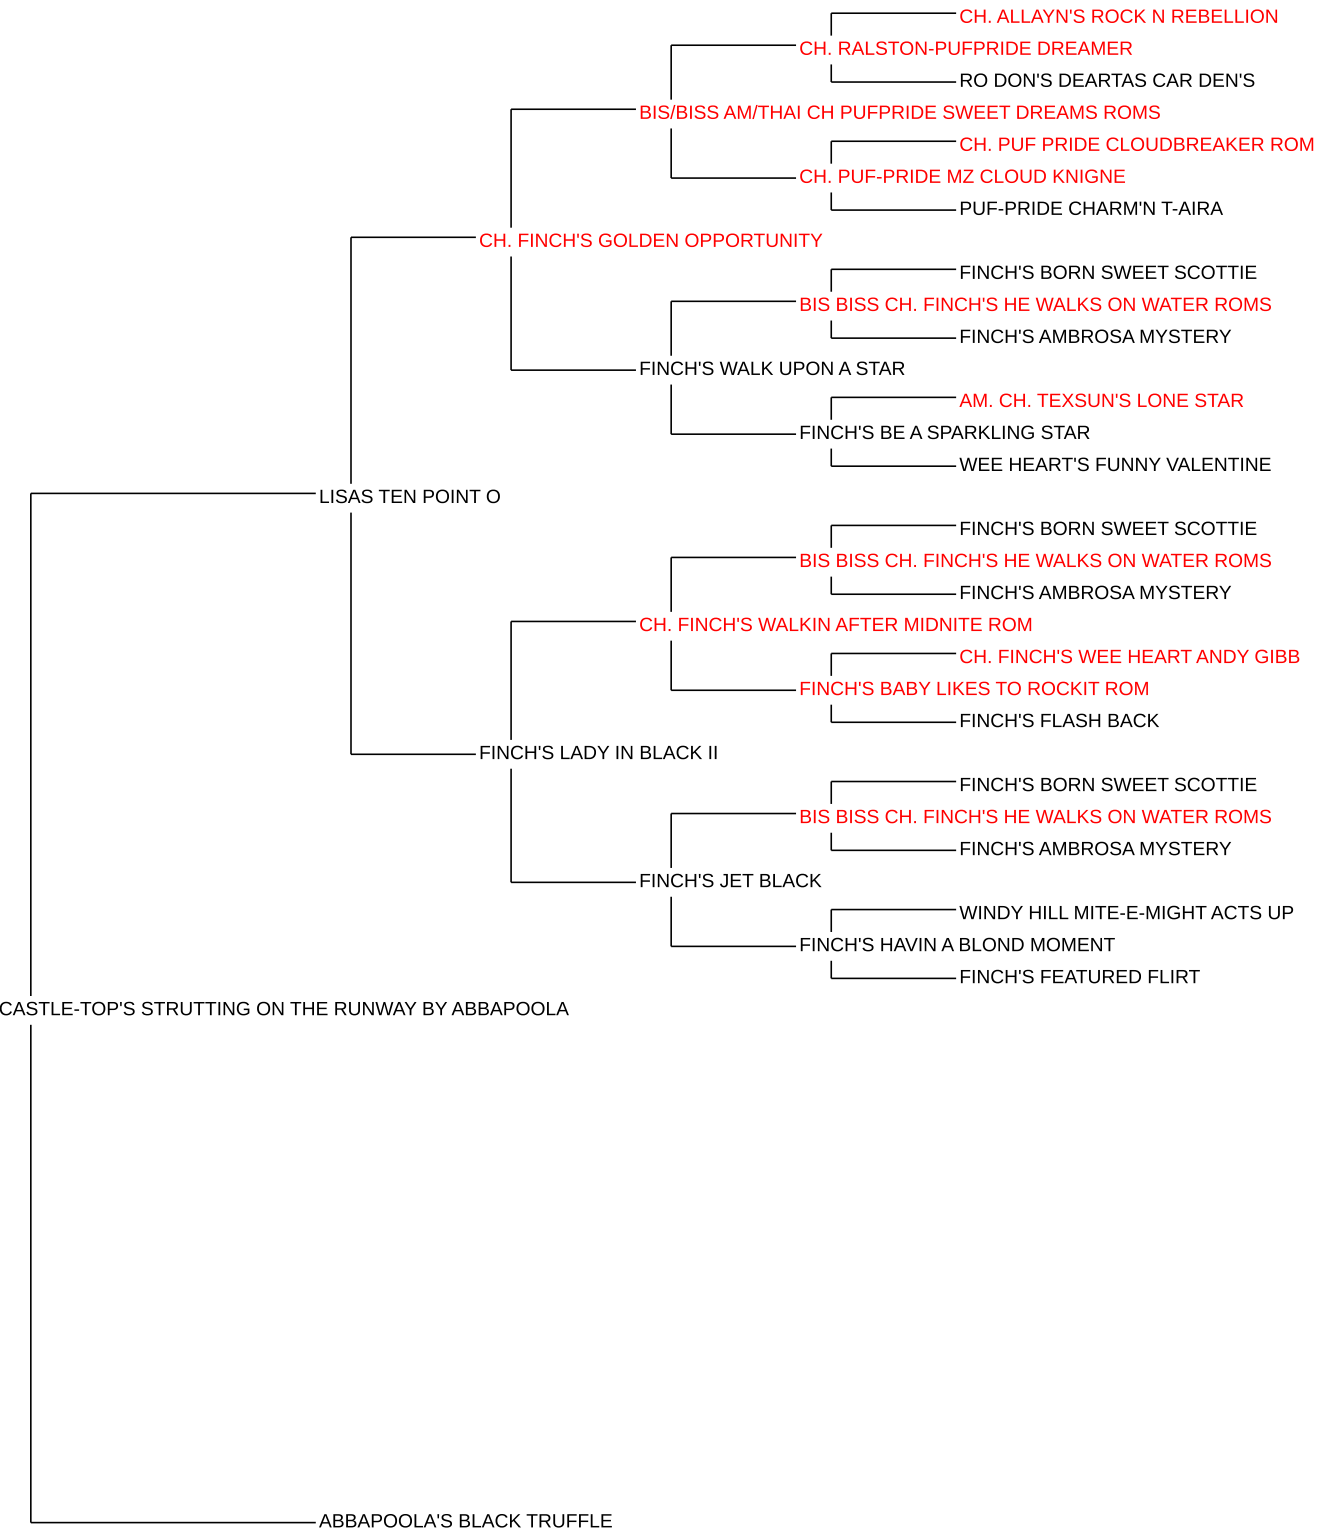 CH. ALLAYN'S ROCK N REBELLION
CH. RALSTON-PUFPRIDE DREAMER
RO DON'S DEARTAS CAR DEN'S
BIS/BISS AM/THAI CH PUFPRIDE SWEET DREAMS ROMS
CH. PUF PRIDE CLOUDBREAKER ROM
CH. PUF-PRIDE MZ CLOUD KNIGNE
PUF-PRIDE CHARM'N T-AIRA
CH. FINCH'S GOLDEN OPPORTUNITY
FINCH'S BORN SWEET SCOTTIE
BIS BISS CH. FINCH'S HE WALKS ON WATER ROMS
FINCH'S AMBROSA MYSTERY
FINCH'S WALK UPON A STAR
AM. CH. TEXSUN'S LONE STAR
FINCH'S BE A SPARKLING STAR
WEE HEART'S FUNNY VALENTINE
LISAS TEN POINT O
FINCH'S BORN SWEET SCOTTIE
BIS BISS CH. FINCH'S HE WALKS ON WATER ROMS
FINCH'S AMBROSA MYSTERY
CH. FINCH'S WALKIN AFTER MIDNITE ROM
CH. FINCH'S WEE HEART ANDY GIBB
FINCH'S BABY LIKES TO ROCKIT ROM
FINCH'S FLASH BACK
FINCH'S LADY IN BLACK II
FINCH'S BORN SWEET SCOTTIE
BIS BISS CH. FINCH'S HE WALKS ON WATER ROMS
FINCH'S AMBROSA MYSTERY
FINCH'S JET BLACK
WINDY HILL MITE-E-MIGHT ACTS UP
FINCH'S HAVIN A BLOND MOMENT
FINCH'S FEATURED FLIRT
CASTLE-TOP'S STRUTTING ON THE RUNWAY BY ABBAPOOLA
ABBAPOOLA'S BLACK TRUFFLE